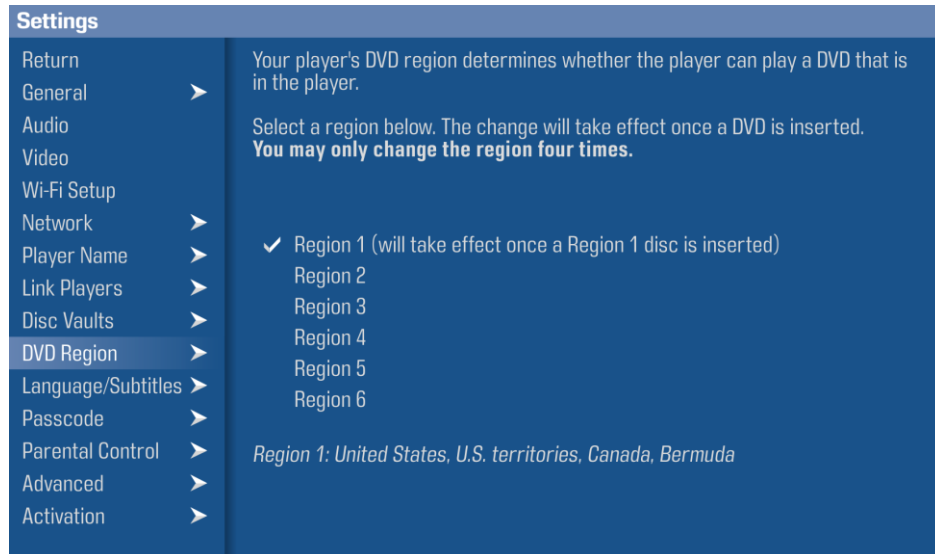 Settings
Return
General
Audio
Video
Wi-Fi Setup
Network
Player Name
Link Players
Disc Vaults
DVD Region
Language/Subtitles
Passcode
Parental Control
Advanced
Activation
Your player's DVD region determines whether the player can play a DVD that is
in the player.
Select a region below. The change will take effect once a DVD is inserted.
You may only change the region four times.
Region 1 (will take effect once a Region 1 disc is inserted)
Region 2
Region 3
Region 4
Region 5
Region 6
Region 1: United States, U.S. territories, Canada, Bermuda